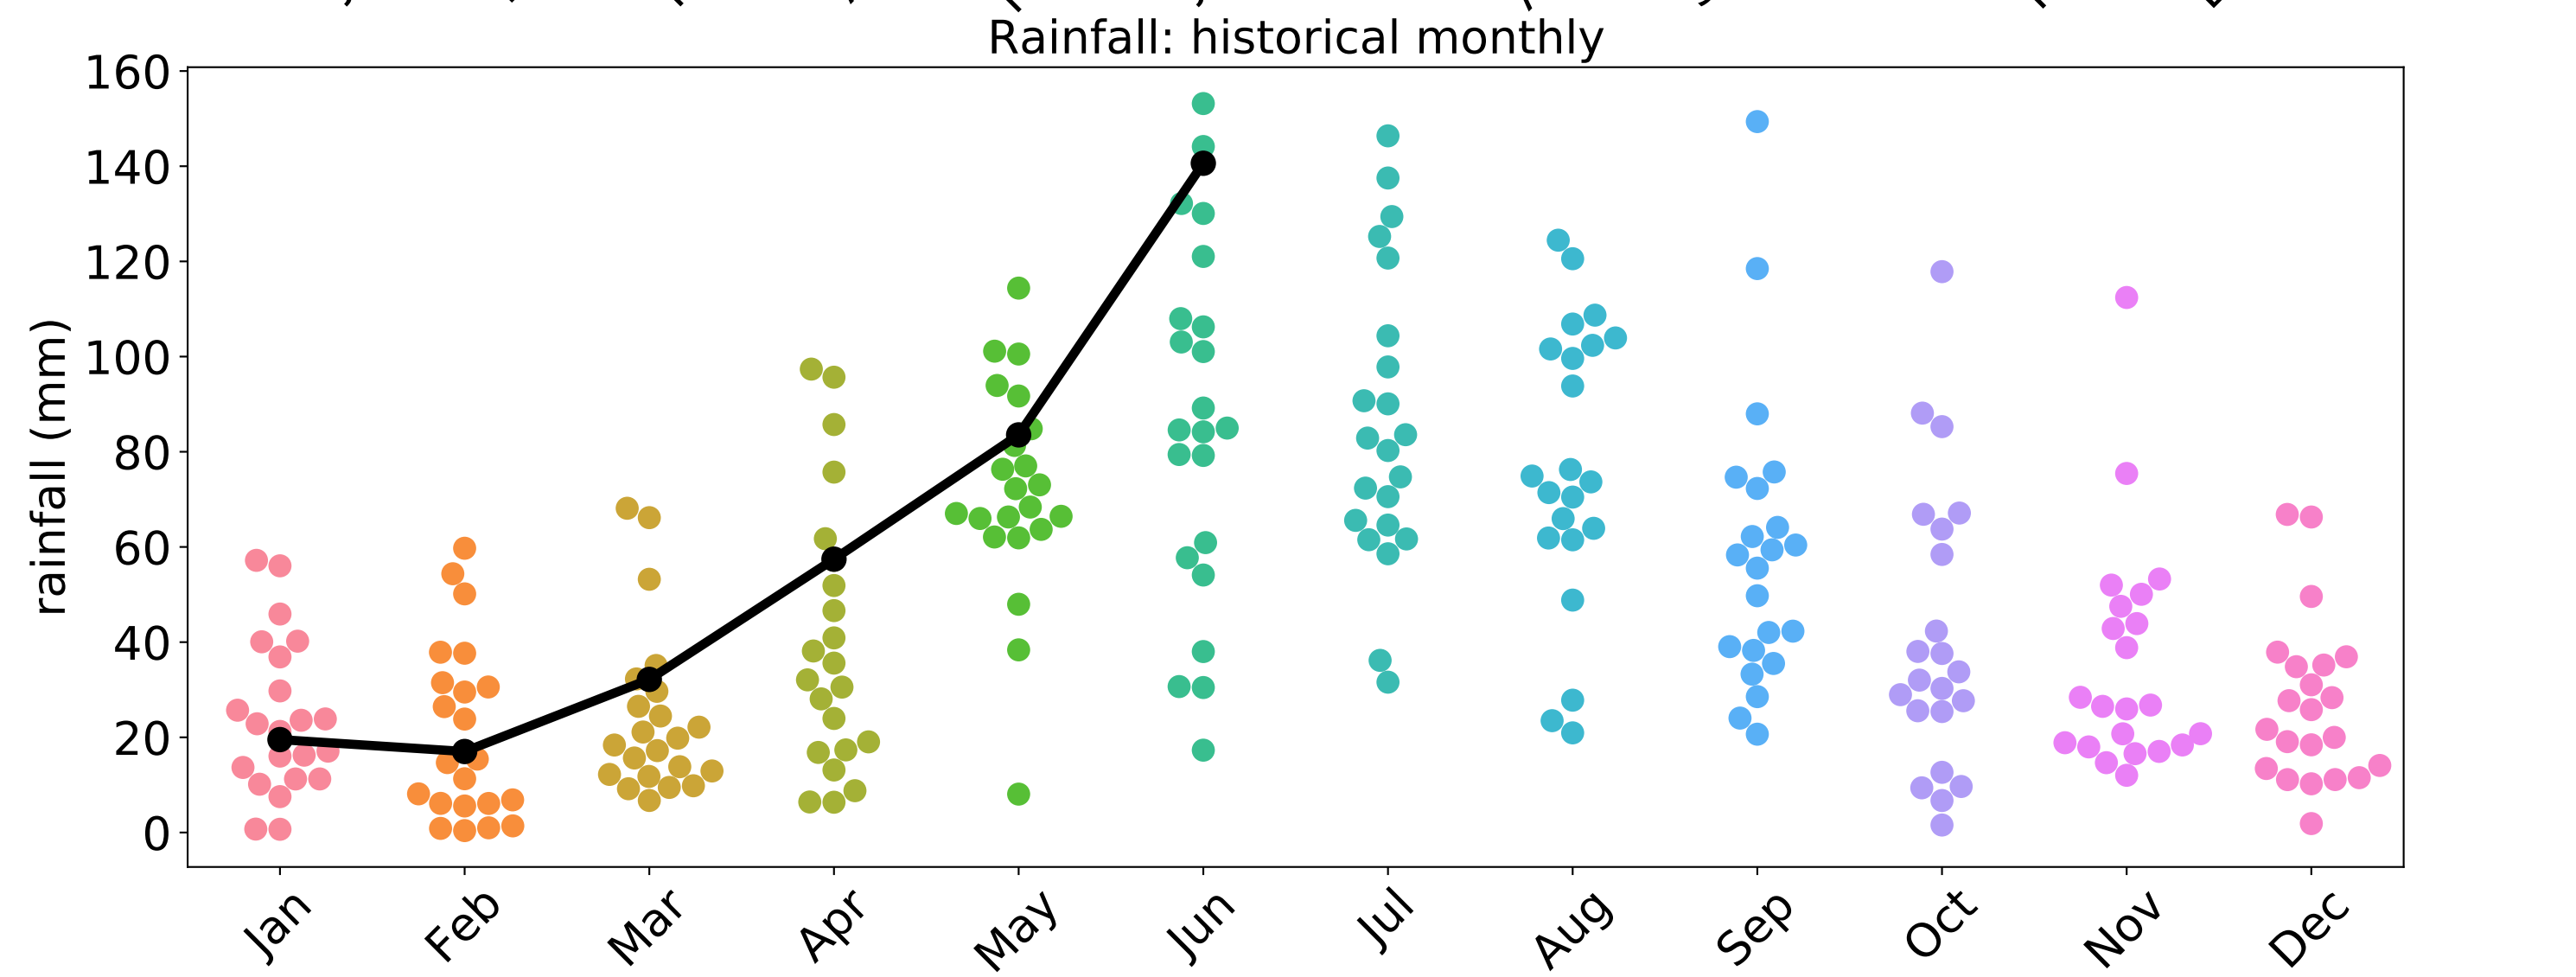 Rainfall: historical monthly
160
140
120
100
80
60
40
20
0
rainfall (mm)
Jan
Feb
Mar
Apr
May
Jun
Jul
Aug
Sep
Oct
Nov
Dec